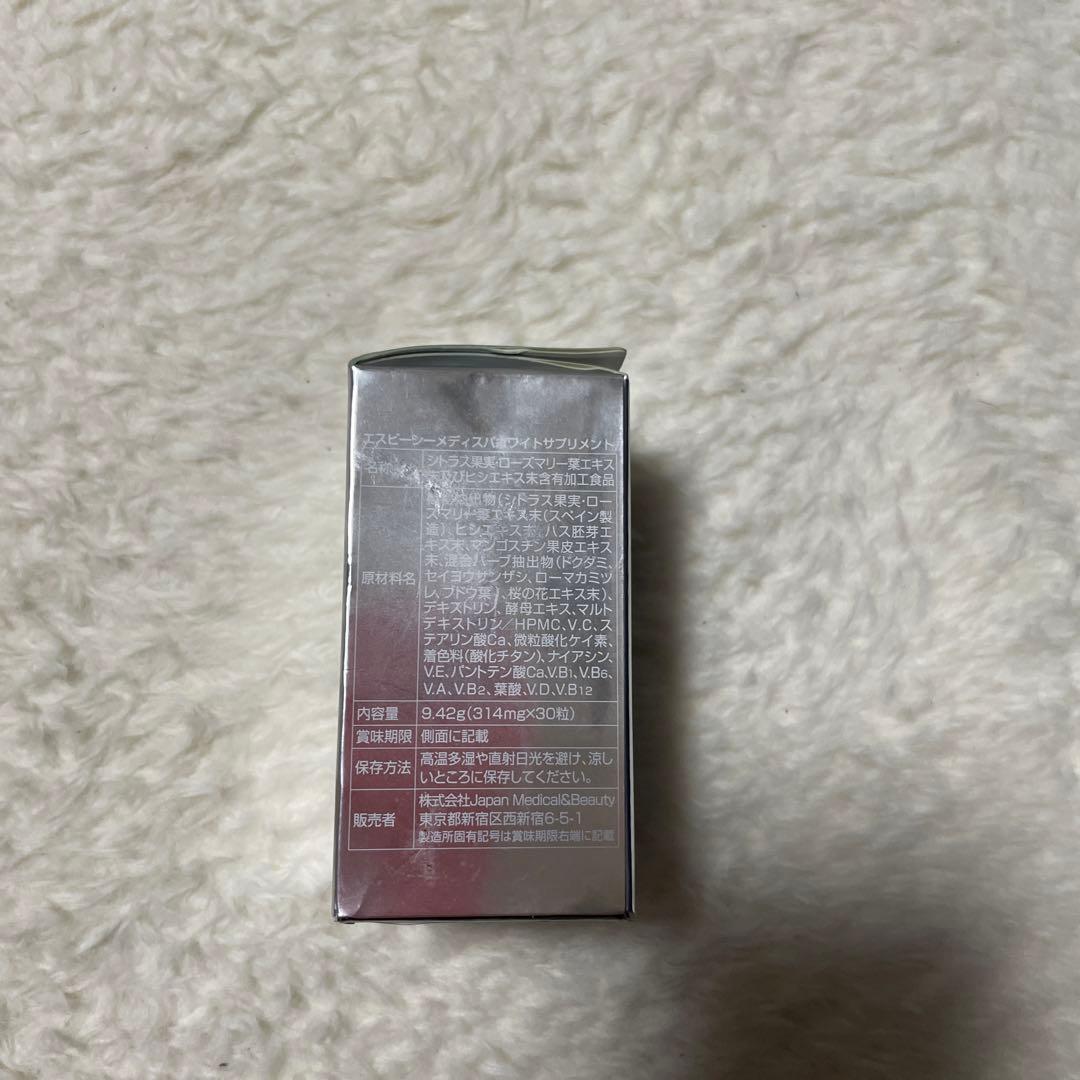 エスビーシーメディスパホワイトサプリメント
名称 シトラス果実・ローズマリー葉エキス
末及びヒシエキス末含有加工食品
原材料名 抽出物(シトラス果実・ロー
ズマリー葉エキス末(スペイン製
造)、ヒシエキス末、ハス胚芽エ
キス末、マンゴスチン果皮エキス
末、混合ハーブ抽出物(ドクダミ、
セイヨウサンザシ、ローマカミツ
レ、ブドウ葉)、桜の花エキス末)、
デキストリン、酵母エキス、マルト
デキストリン/HPMC、V.C、ス
テアリン酸Ca、微粒酸化ケイ素、
着色料(酸化チタン)、ナイアシン、
V.E、パントテン酸Ca、V.B1、V.B6、
V.A、V.B2、葉酸、V.D、V.B12
内容量 9.42g(314mg×30粒)
賞味期限 側面に記載
保存方法 高温多湿や直射日光を避け、涼し
いところに保存してください。
販売者 株式会社Japan Medical&Beauty
東京都新宿区西新宿6-5-1
製造所固有記号は賞味期限右端に記載